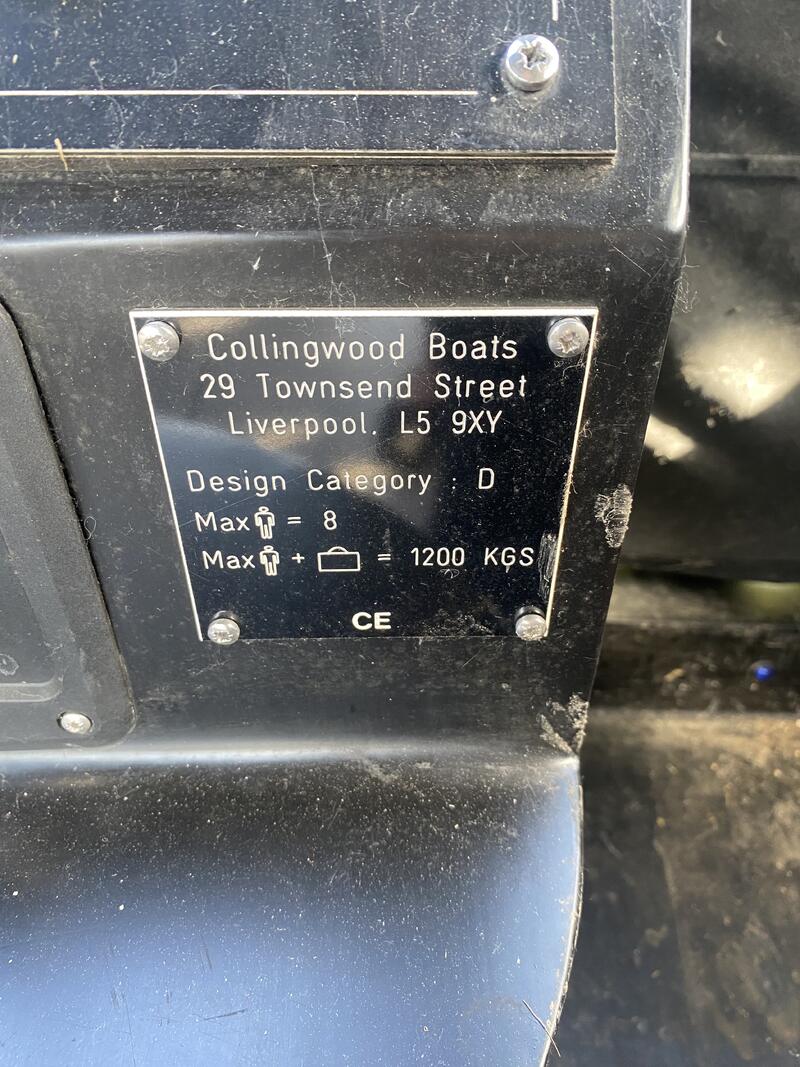 Collingwood Boats
29 Townsend Street
Liverpool. L5 9XY
Design Category : D
Max = 8
Max + = 1200 KGS
CE